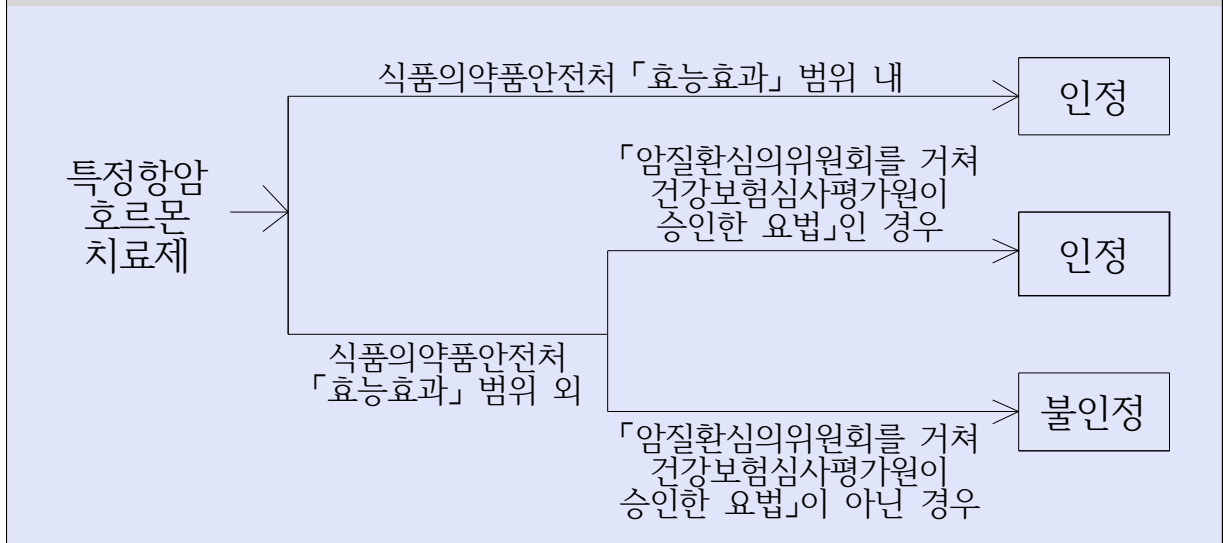 식품의약품안전처「효능효과」범위 내
인정
특정항암
호르몬
치료제
「암질환심의위원회를 거쳐
건강보험심사평가원이
승인한 요법」인 경우
인정
식품의약품안전처
「효능효과」범위 외
불인정
「암질환심의위원회를 거쳐
건강보험심사평가원이
승인한 요법」이 아닌 경우